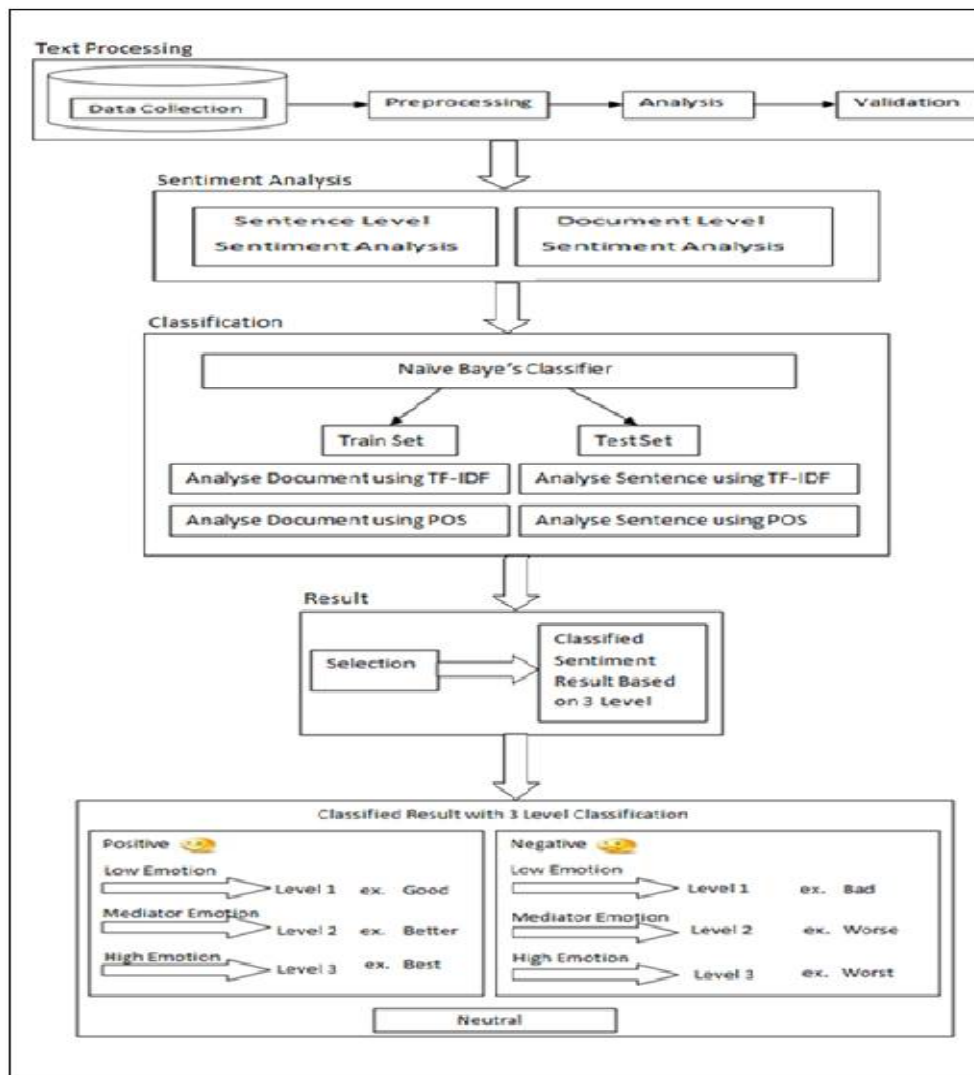 Text Processing
Data Collection
Preprocessing
Analysis
Validation
Sentiment Analysis
Sentence Level
Sentiment Analysis
Document Level
Sentiment Analysis
Classification
Naïve Baye's Classifier
Train Set
Test Set
Analyse Document using TF-IDF
Analyse Sentence using TF-IDF
Analyse Document using POS
Analyse Sentence using POS
Result
Selection
Classified
Sentiment
Result Based
on 3 Level
Classified Result with 3 Level Classification
Positive
Low Emotion
Level 1 ex. Good
Mediator Emotion
Level 2 ex. Better
High Emotion
Level 3 ex. Best
Negative
Low Emotion
Level 1 ex. Bad
Mediator Emotion
Level 2 ex. Worse
High Emotion
Level 3 ex. Worst
Neutral